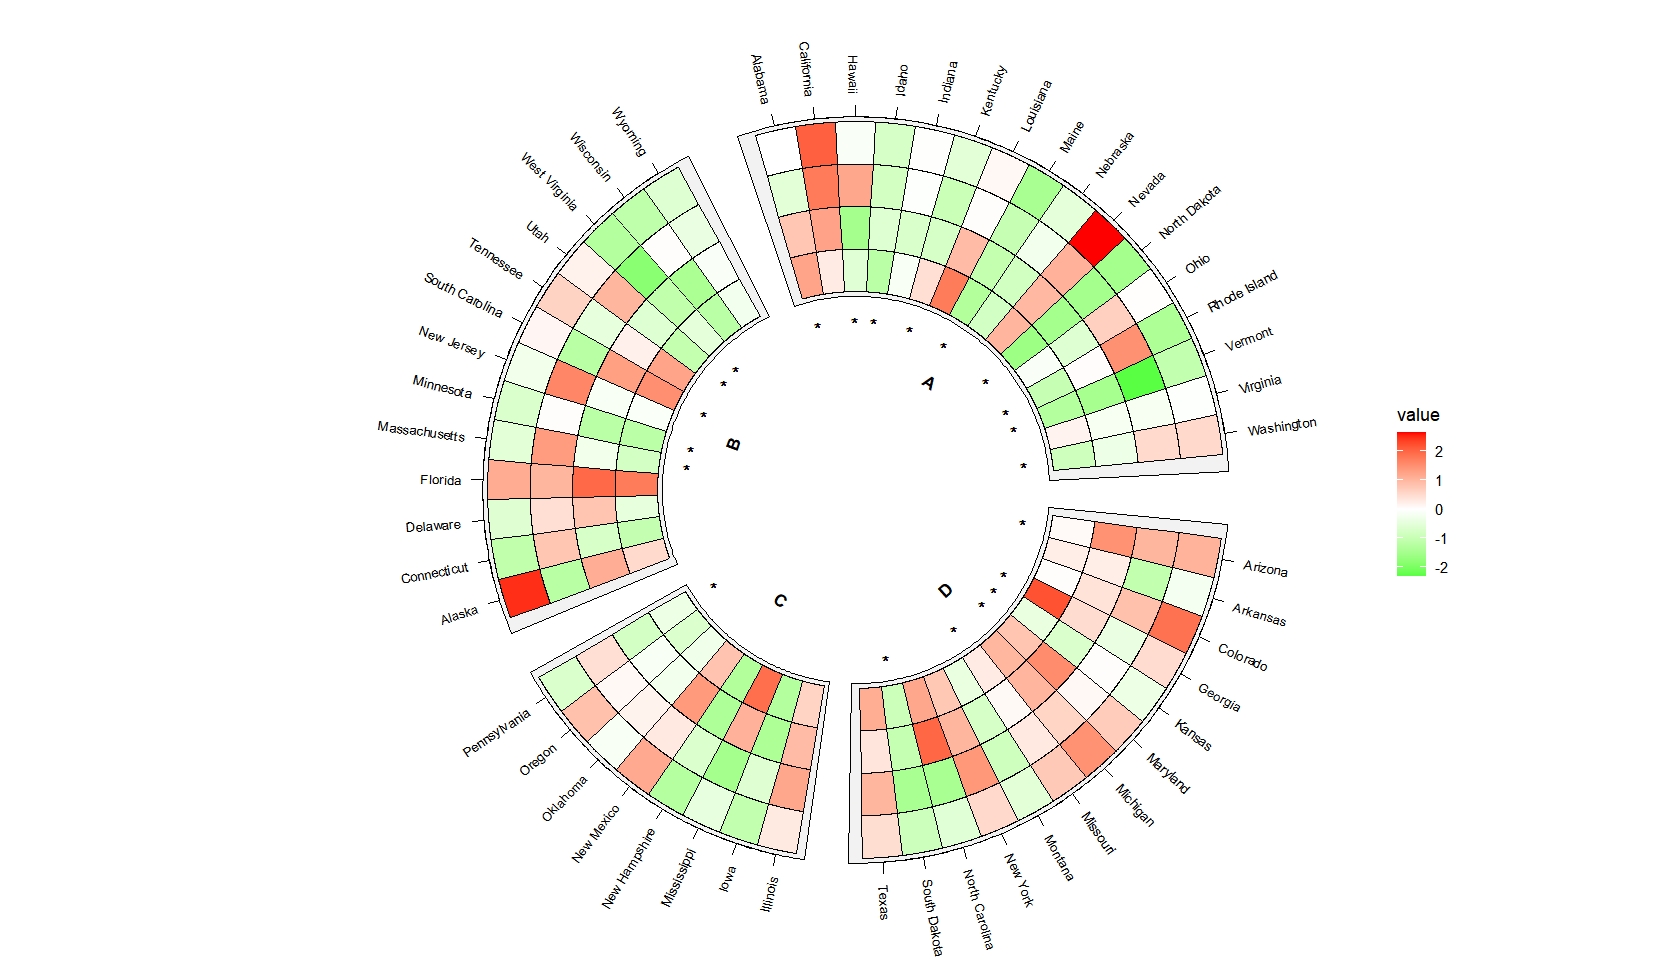 Alabama
California
Hawaii
Idaho
Indiana
Kentucky
Louisiana
Maine
Nebraska
Nevada
North Dakota
Ohio
Rhode Island
Vermont
Virginia
Washington
A
Wyoming
Wisconsin
West Virginia
Utah
Tennessee
South Carolina
New Jersey
Minnesota
Massachusetts
Florida
Delaware
Connecticut
Alaska
B
Pennsylvania
Oregon
Oklahoma
New Mexico
New Hampshire
Mississippi
Iowa
Illinois
C
Arizona
Arkansas
Colorado
Georgia
Kansas
Maryland
Michigan
Missouri
Montana
New York
North Carolina
South Dakota
Texas
D
* * * * * * * * *
* * * * *
*
* * * * * *
value
2
1
0
-1
-2